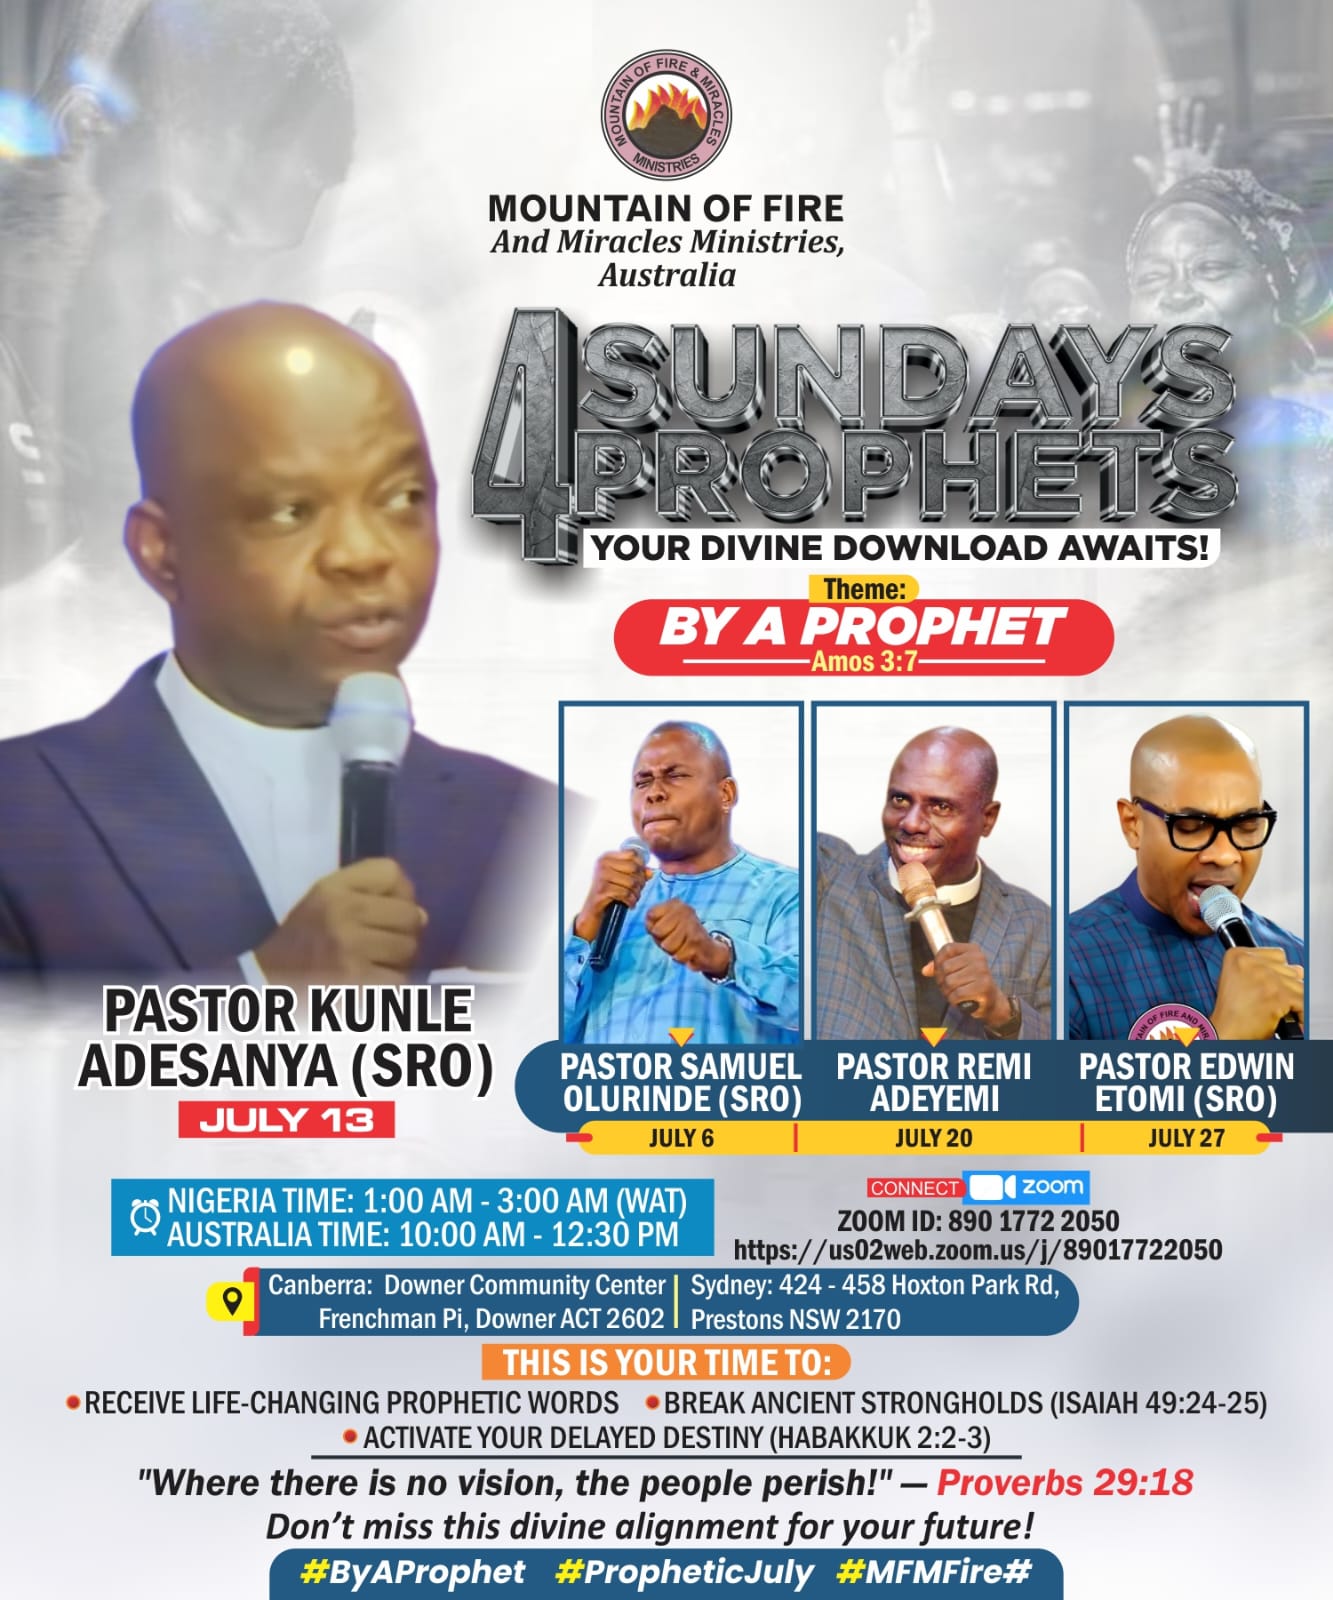 MOUNTAIN OF FIRE & MIRACLES
MINISTRIES
MOUNTAIN OF FIRE
And Miracles Ministries,
Australia
4 SUNDAYS
4 PROPHETS
YOUR DIVINE DOWNLOAD AWAITS!
Theme:
BY A PROPHET
Amos 3:7
PASTOR KUNLE
ADESANYA (SRO)
JULY 13
PASTOR SAMUEL
OLURINDE (SRO)
JULY 6
PASTOR REMI
ADEYEMI
JULY 20
PASTOR EDWIN
ETOMI (SRO)
JULY 27
NIGERIA TIME: 1:00 AM - 3:00 AM (WAT)
AUSTRALIA TIME: 10:00 AM - 12:30 PM
CONNECT zoom
ZOOM ID: 890 1772 2050
https://us02web.zoom.us/j/89017722050
Canberra: Downer Community Center
Frenchman Pi, Downer ACT 2602
Sydney: 424 - 458 Hoxton Park Rd,
Prestons NSW 2170
THIS IS YOUR TIME TO:
RECEIVE LIFE-CHANGING PROPHETIC WORDS
BREAK ANCIENT STRONGHOLDS (ISAIAH 49:24-25)
ACTIVATE YOUR DELAYED DESTINY (HABAKKUK 2:2-3)
"Where there is no vision, the people perish!" — Proverbs 29:18
Don't miss this divine alignment for your future!
#ByAProphet #PropheticJuly #MFMFire#